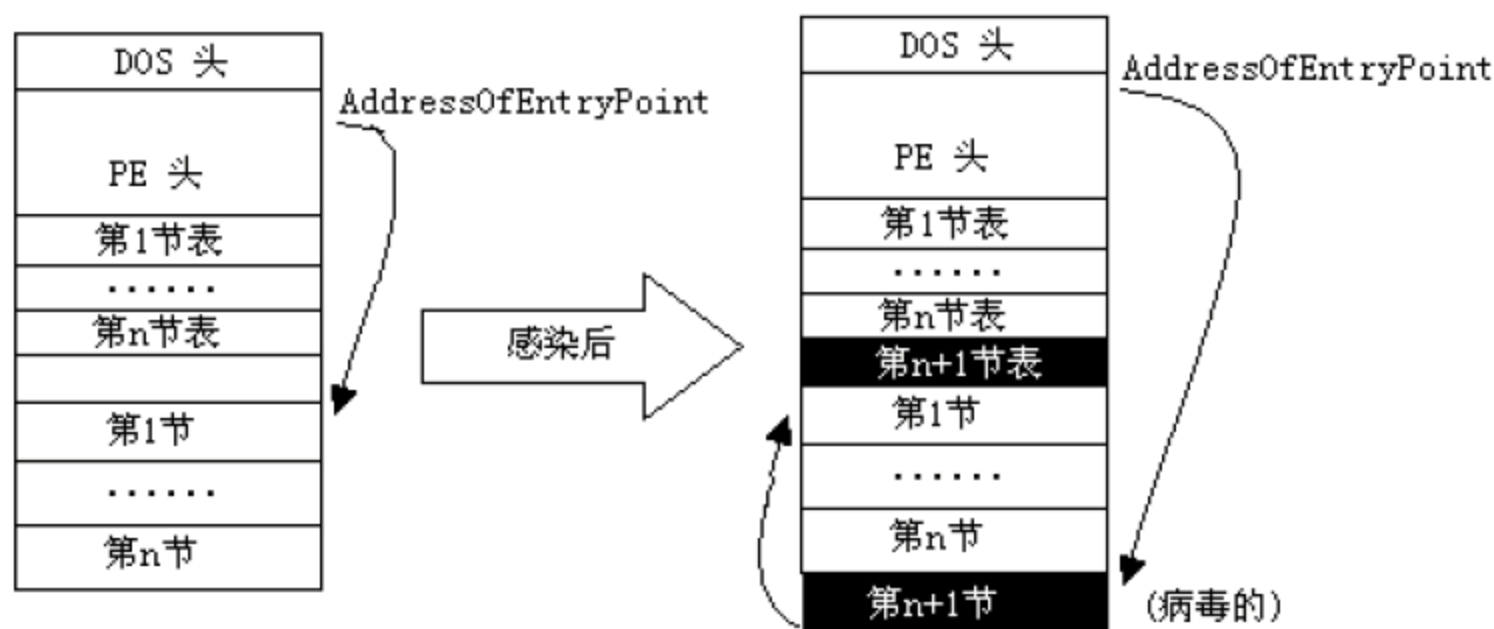 DOS 头
AddressOfEntryPoint
PE 头
第1节表
······
第n节表
第1节
······
第n节
感染后
DOS 头
AddressOfEntryPoint
PE 头
第1节表
······
第n节表
第n+1节表
第1节
······
第n节
第n+1节
(病毒的)